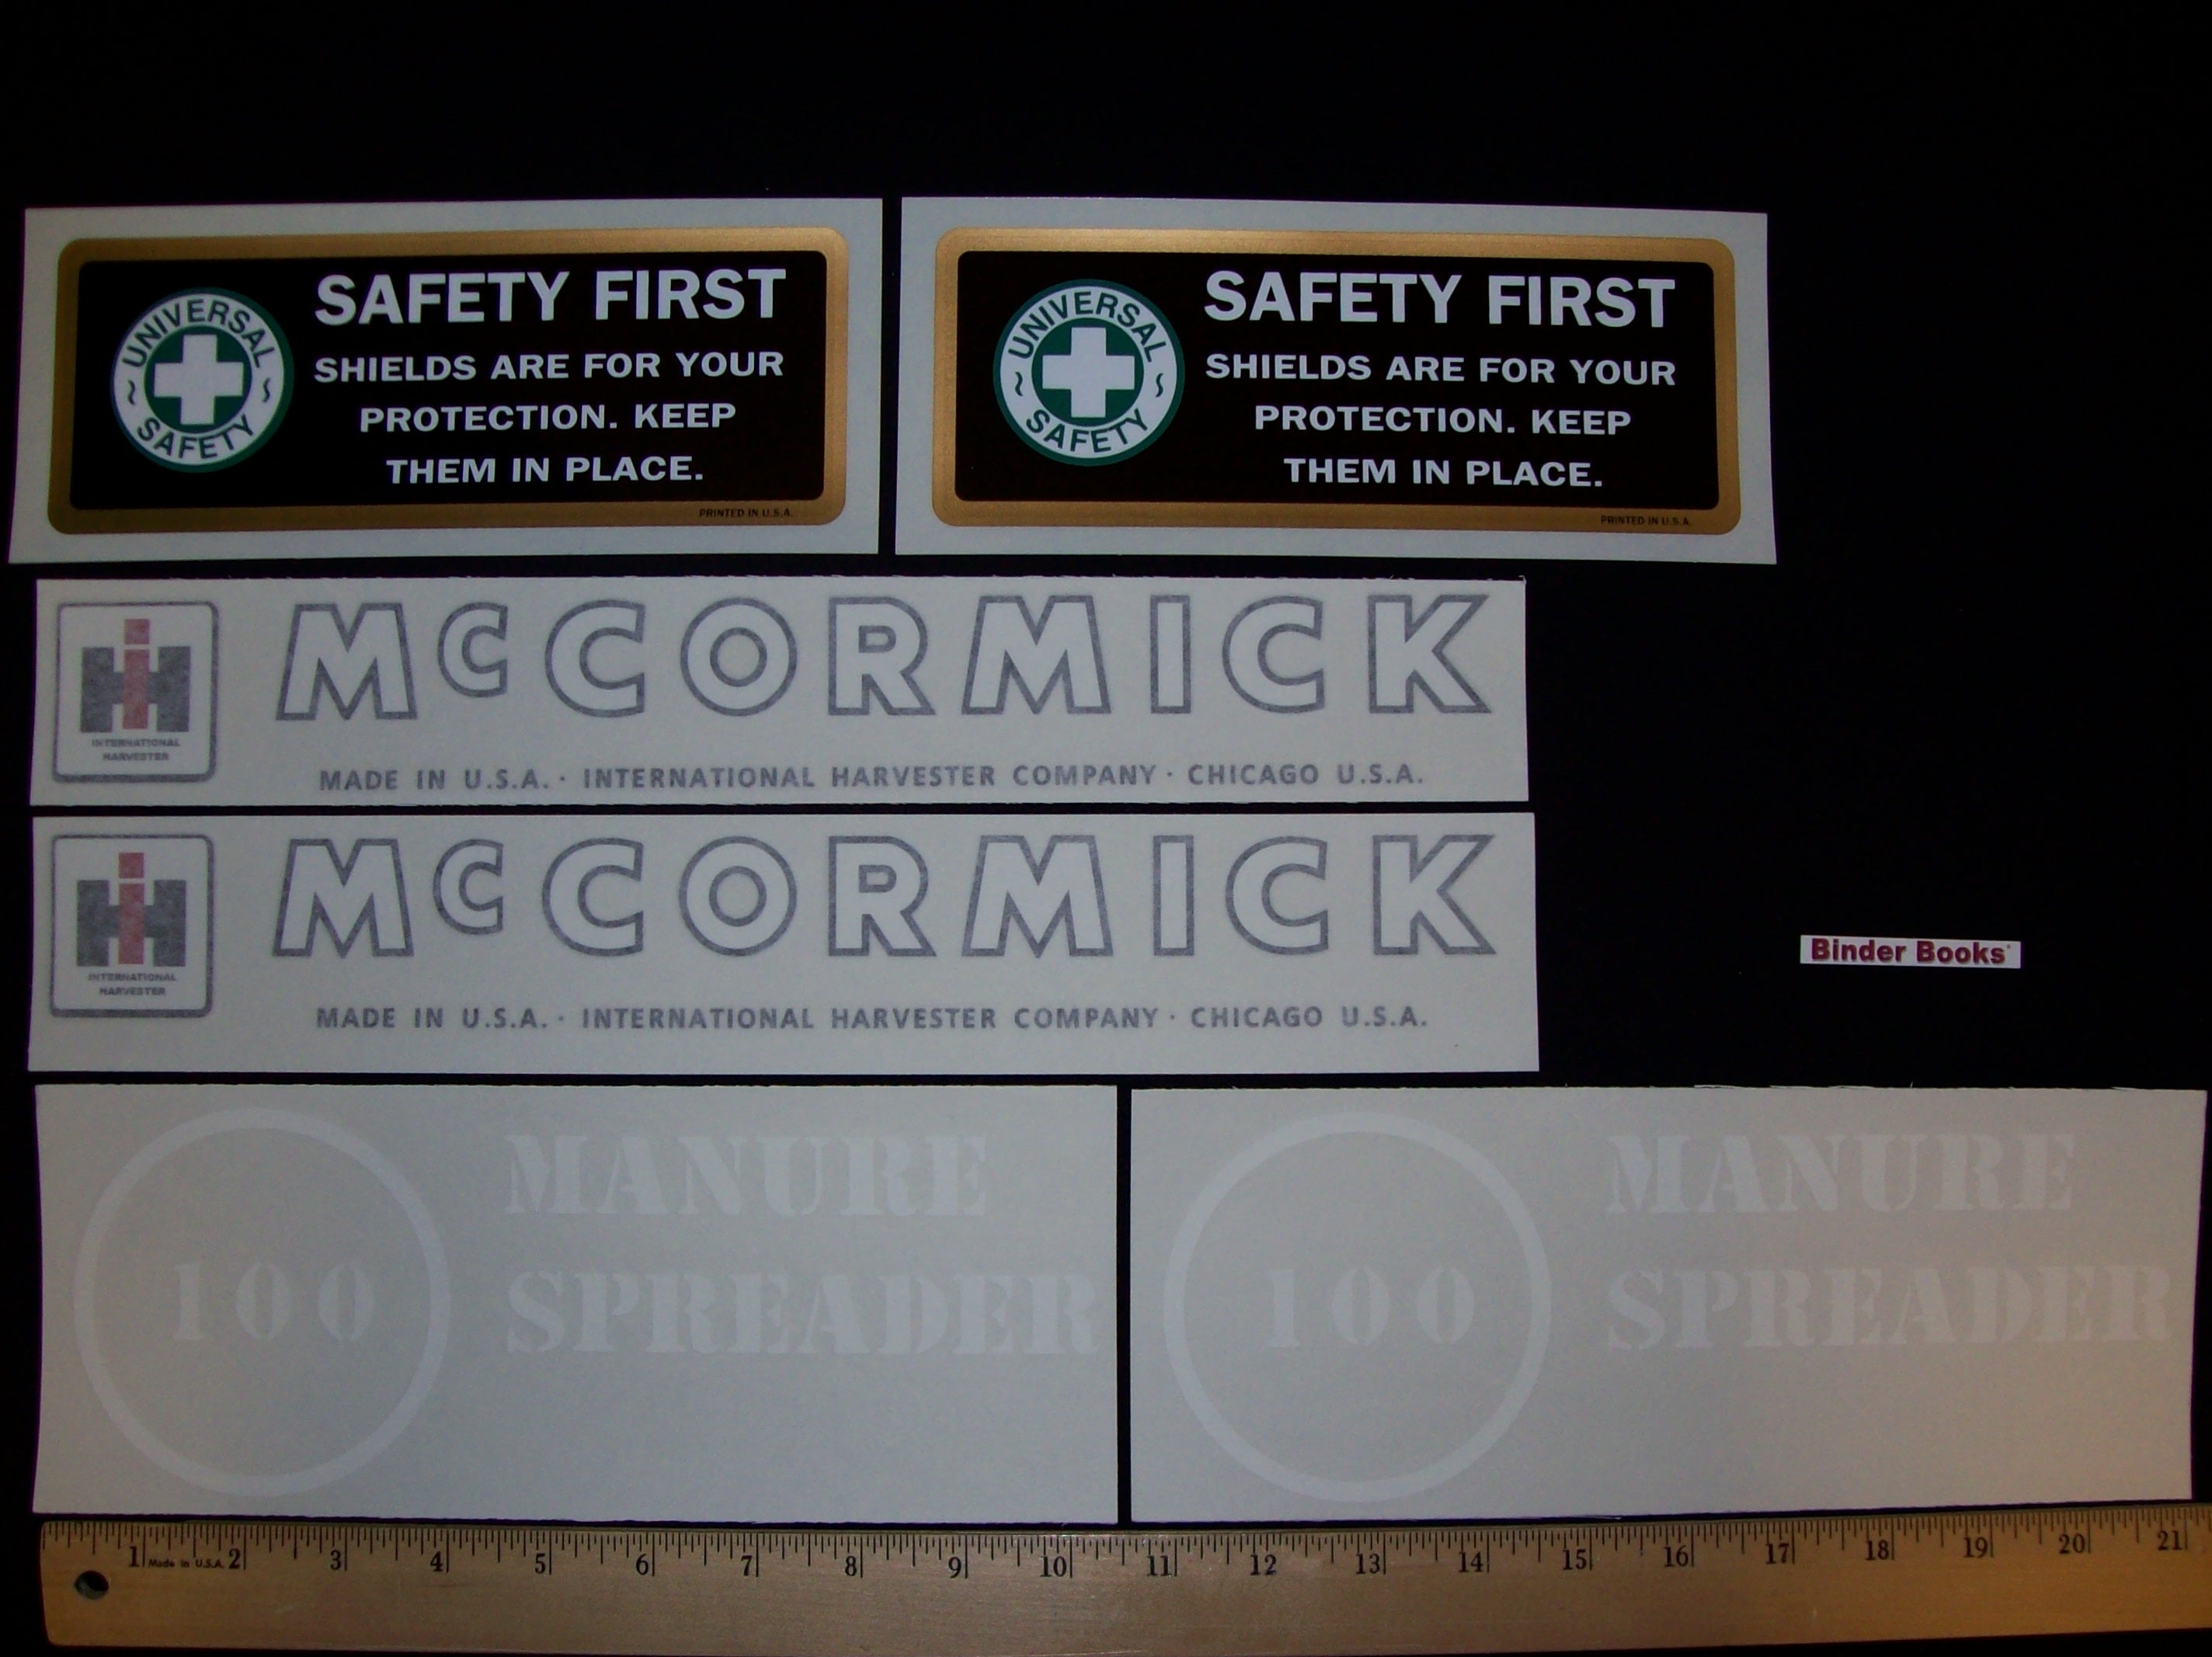 SAFETY FIRST
SHIELDS ARE FOR YOUR
PROTECTION. KEEP
THEM IN PLACE.
UNIVERSAL
~ ~
SAFETY
PRINTED IN U.S.A.
SAFETY FIRST
SHIELDS ARE FOR YOUR
PROTECTION. KEEP
THEM IN PLACE.
UNIVERSAL
~ ~
SAFETY
PRINTED IN U.S.A.
IH
INTERNATIONAL
HARVESTER
McCORMICK
MADE IN U.S.A. · INTERNATIONAL HARVESTER COMPANY · CHICAGO U.S.A.
IH
INTERNATIONAL
HARVESTER
McCORMICK
MADE IN U.S.A. · INTERNATIONAL HARVESTER COMPANY · CHICAGO U.S.A.
Binder Books
100
MANURE
SPREADER
100
MANURE
SPREADER
1 Made in U.S.A. 2 3 4 5 6 7 8 9 10 11 12 13 14 15 16 17 18 19 20 21